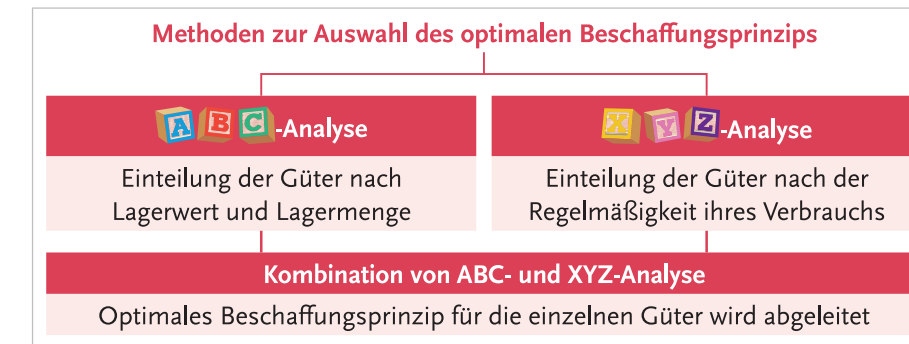 Methoden zur Auswahl des optimalen Beschaffungsprinzips
ABC-Analyse
Einteilung der Güter nach
Lagerwert und Lagermenge
XYZ-Analyse
Einteilung der Güter nach der
Regelmäßigkeit ihres Verbrauchs
Kombination von ABC- und XYZ-Analyse
Optimales Beschaffungsprinzip für die einzelnen Güter wird abgeleitet